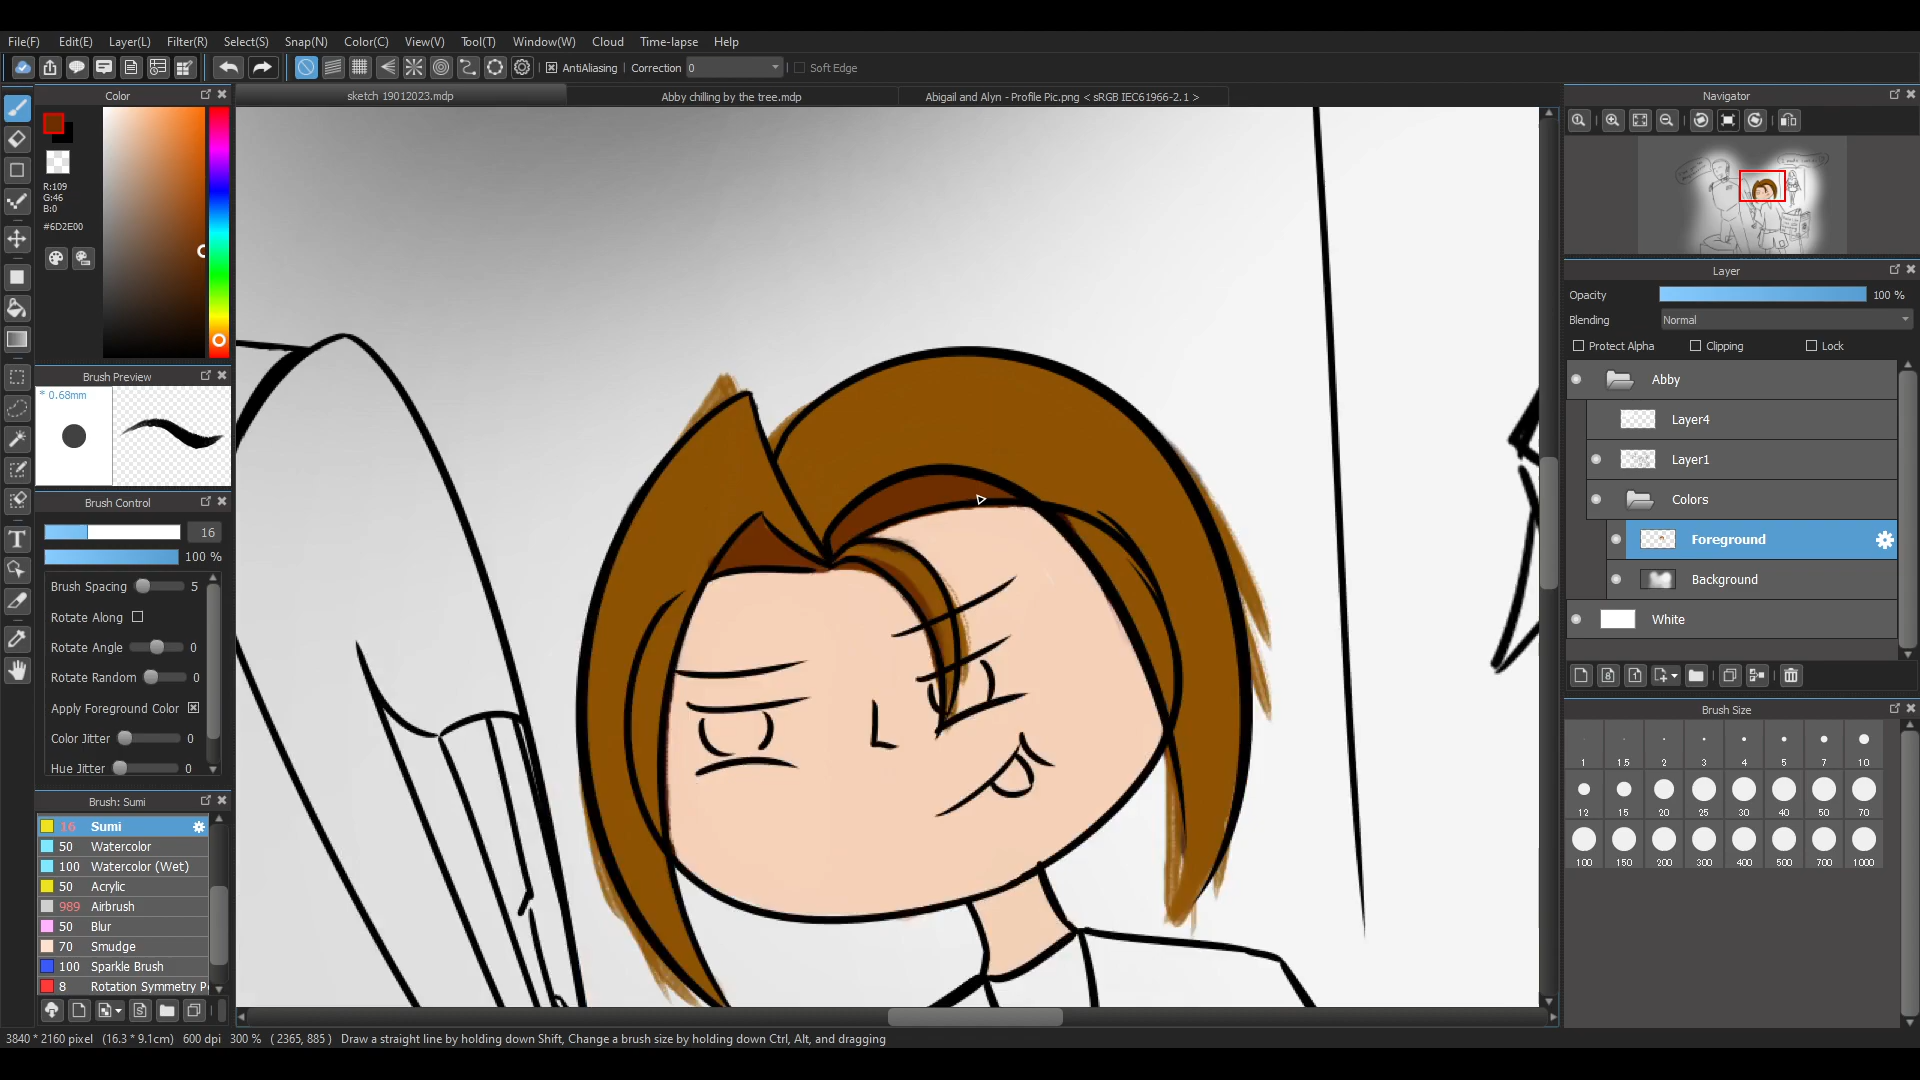 File(F) Edit(E) Layer(L) Filter(R) Select(S) Snap(N) Color(C) View(V) Tool(T) Window(W) Cloud Time-lapse Help
AntiAliasing Correction 0 Soft Edge
Color
sketch 19012023.mdp
Abby chilling by the tree.mdp
Abigail and Alyn - Profile Pic.png < sRGB IEC61966-2.1 >
Navigator
R:109
G:46
B:0
#6D2E00
Brush Preview
* 0.68mm
Brush Control
16
100 %
Brush Spacing 5
Rotate Along
Rotate Angle 0
Rotate Random 0
Apply Foreground Color
Color Jitter 0
Hue Jitter 0
Brush: Sumi
16 Sumi
50 Watercolor
100 Watercolor (Wet)
50 Acrylic
989 Airbrush
50 Blur
70 Smudge
100 Sparkle Brush
8 Rotation Symmetry P
Layer
Opacity 100 %
Blending Normal
Protect Alpha Clipping Lock
Abby
Layer4
Layer1
Colors
Foreground
Background
White
Brush Size
1 1.5 2 3 4 5 7 10
12 15 20 25 30 40 50 70
100 150 200 300 400 500 700 1000
3840 * 2160 pixel (16.3 * 9.1cm) 600 dpi 300 % ( 2365, 885 ) Draw a straight line by holding down Shift, Change a brush size by holding down Ctrl, Alt, and dragging